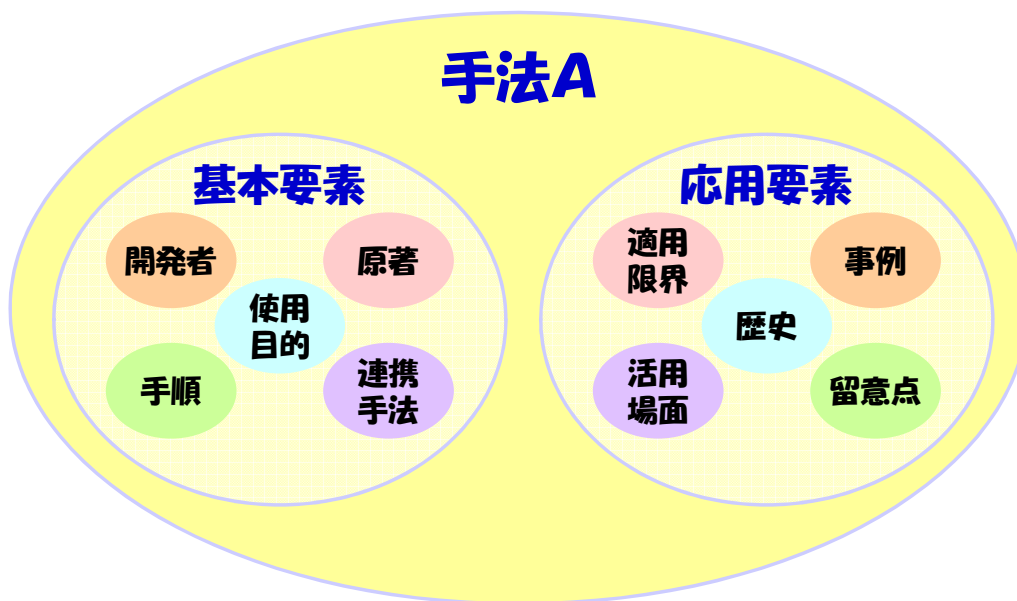 手法A
基本要素
開発者
原著
使用
目的
手順
連携
手法
応用要素
適用
限界
事例
歴史
活用
場面
留意点